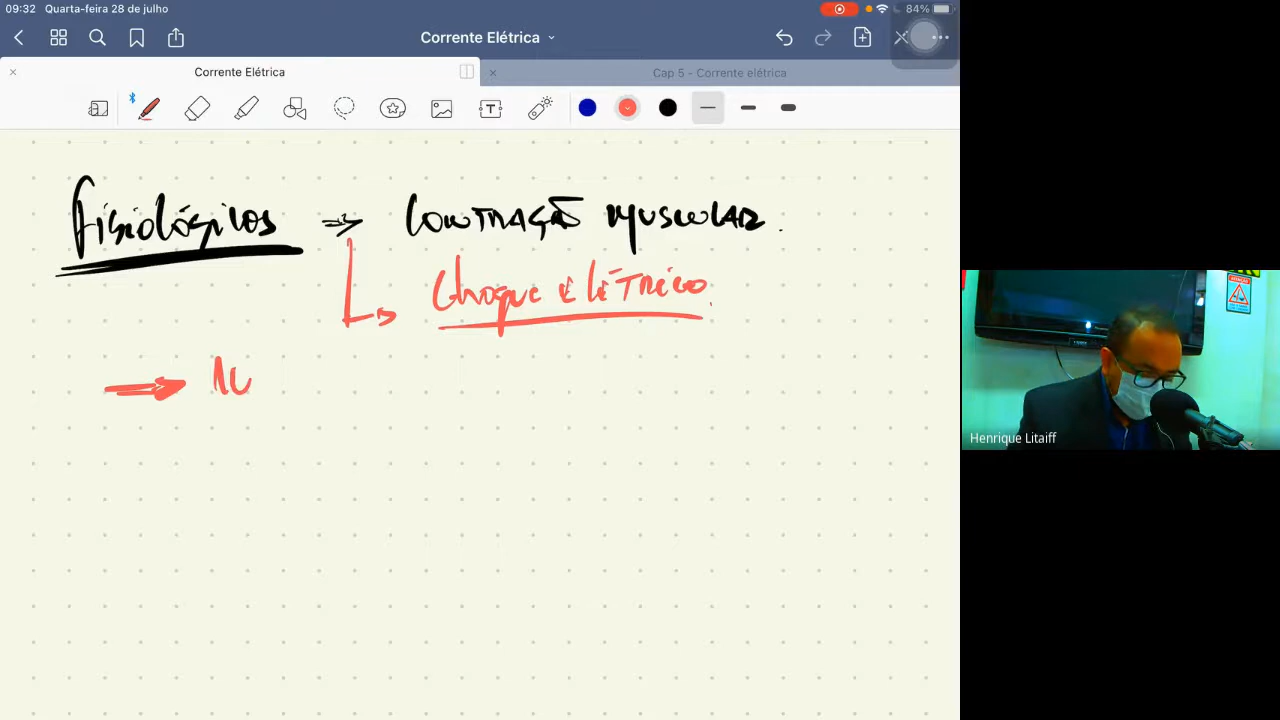 09:32 Quarta-feira 28 de julho
84%
Corrente Elétrica
Corrente Elétrica
Cap 5 - Corrente elétrica
T
Fisiológicos => Contração muscular.
Choque elétrico.
Henrique Litaiff